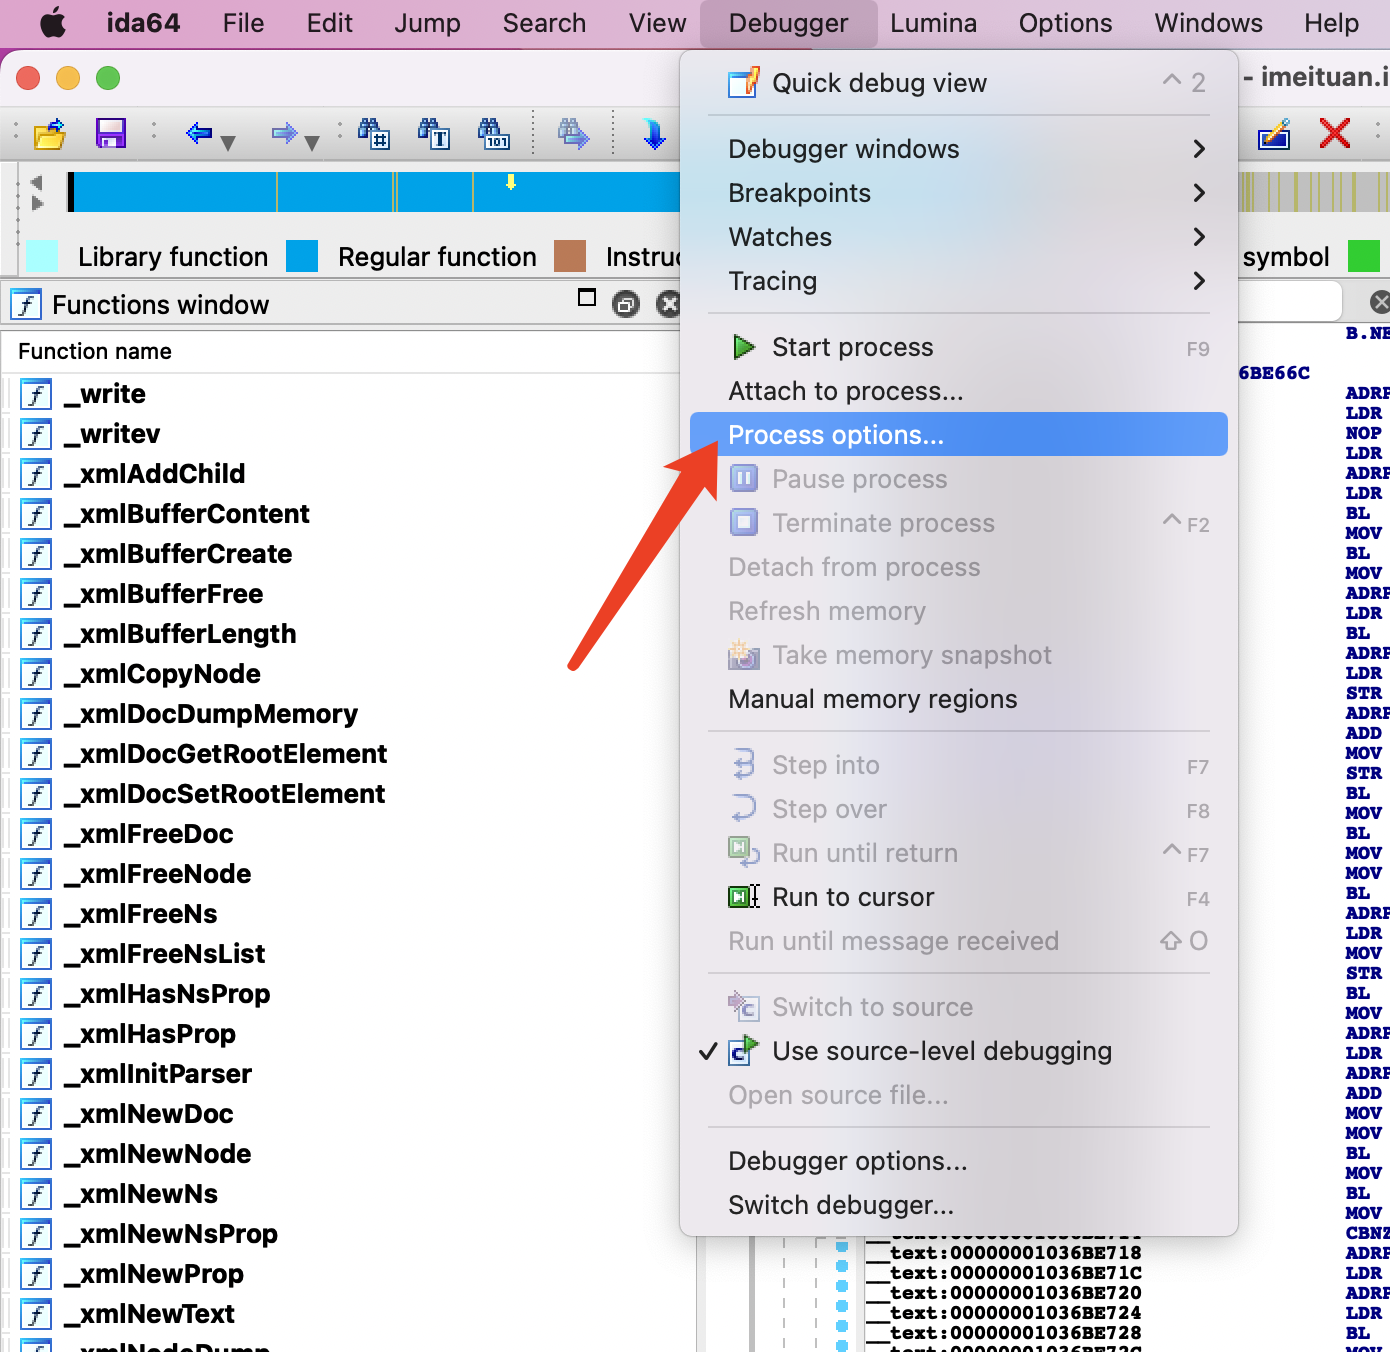 ida64 File Edit Jump Search View Debugger Lumina Options Windows Help
- imeituan.i
Quick debug view ^ 2
Debugger windows
Breakpoints
Watches
Tracing
Start process F9
Attach to process...
Process options...
Pause process
Terminate process ^ F2
Detach from process
Refresh memory
Take memory snapshot
Manual memory regions
Step into F7
Step over F8
Run until return ^ F7
Run to cursor F4
Run until message received ⇧ O
Switch to source
Use source-level debugging
Open source file...
Debugger options...
Switch debugger...
Library function Regular function Instruc
symbol
Functions window
Function name
_write
_writev
_xmlAddChild
_xmlBufferContent
_xmlBufferCreate
_xmlBufferFree
_xmlBufferLength
_xmlCopyNode
_xmlDocDumpMemory
_xmlDocGetRootElement
_xmlDocSetRootElement
_xmlFreeDoc
_xmlFreeNode
_xmlFreeNs
_xmlFreeNsList
_xmlHasNsProp
_xmlHasProp
_xmlInitParser
_xmlNewDoc
_xmlNewNode
_xmlNewNs
_xmlNewNsProp
_xmlNewProp
_xmlNewText
_xmlNodeDump
B.NE
6BE66C
ADRP
LDR
NOP
LDR
ADRP
LDR
BL
MOV
BL
MOV
ADRP
LDR
BL
ADRP
LDR
STR
ADRP
ADD
MOV
STR
BL
MOV
BL
MOV
MOV
BL
ADRP
LDR
MOV
STR
BL
MOV
ADRP
LDR
ADRP
ADD
MOV
MOV
BL
MOV
BL
MOV
CBNZ
__text:00000001036BE718 ADRP
__text:00000001036BE71C LDR
__text:00000001036BE720 ADRP
__text:00000001036BE724 LDR
__text:00000001036BE728 BL
__text:00000001036BE72C MOV